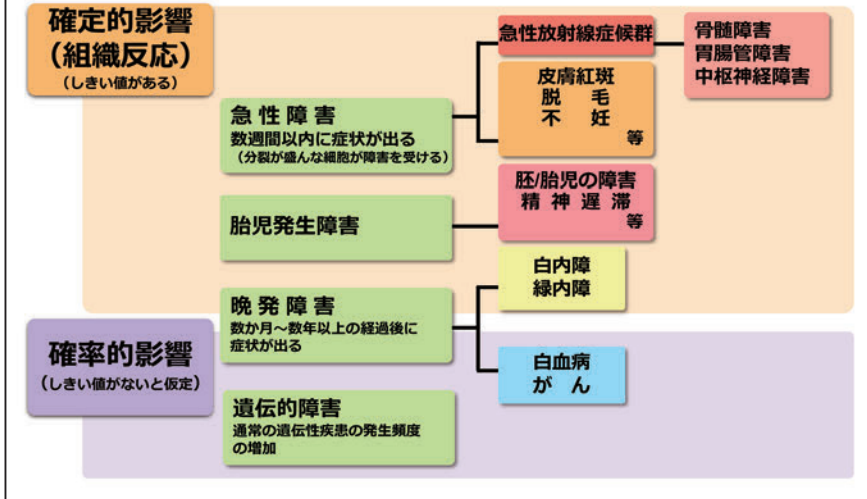 確定的影響
(組織反応)
(しきい値がある)
急性障害
数週間以内に症状が出る
(分裂が盛んな細胞が障害を受ける)
急性放射線症候群
骨髄障害
胃腸管障害
中枢神経障害
皮膚紅斑
脱毛
不妊
等
胎児発生障害
胚/胎児の障害
精神遅滞
等
晩発障害
数か月～数年以上の経過後に
症状が出る
白内障
緑内障
確率的影響
(しきい値がないと仮定)
白血病
がん
遺伝的障害
通常の遺伝性疾患の発生頻度
の増加